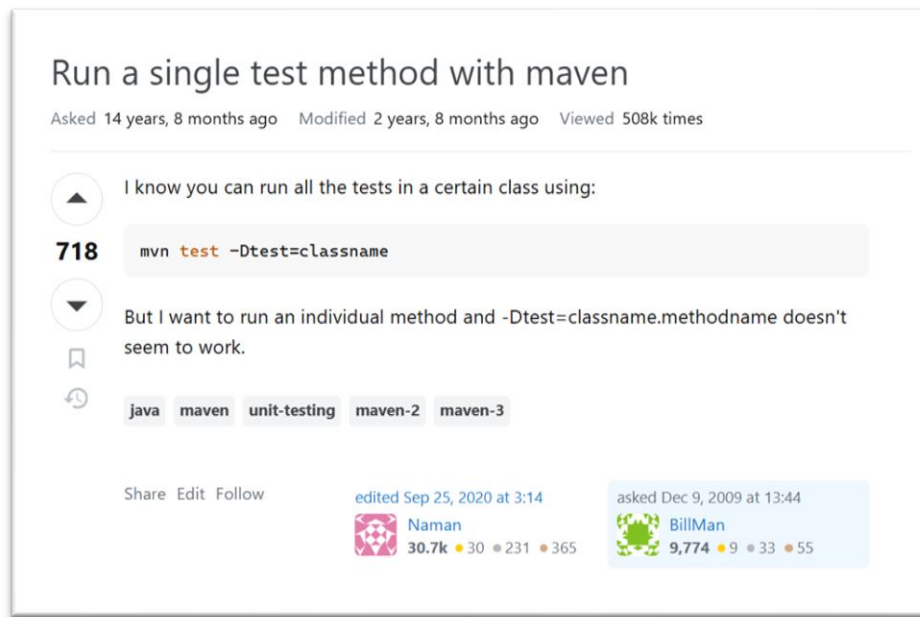 Run a single test method with maven
Asked 14 years, 8 months ago Modified 2 years, 8 months ago Viewed 508k times
I know you can run all the tests in a certain class using:
718
mvn test -Dtest=classname
But I want to run an individual method and -Dtest=classname.methodname doesn't
seem to work.
java maven unit-testing maven-2 maven-3
Share Edit Follow
edited Sep 25, 2020 at 3:14
Naman
30.7k 30 231 365
asked Dec 9, 2009 at 13:44
BillMan
9,774 9 33 55